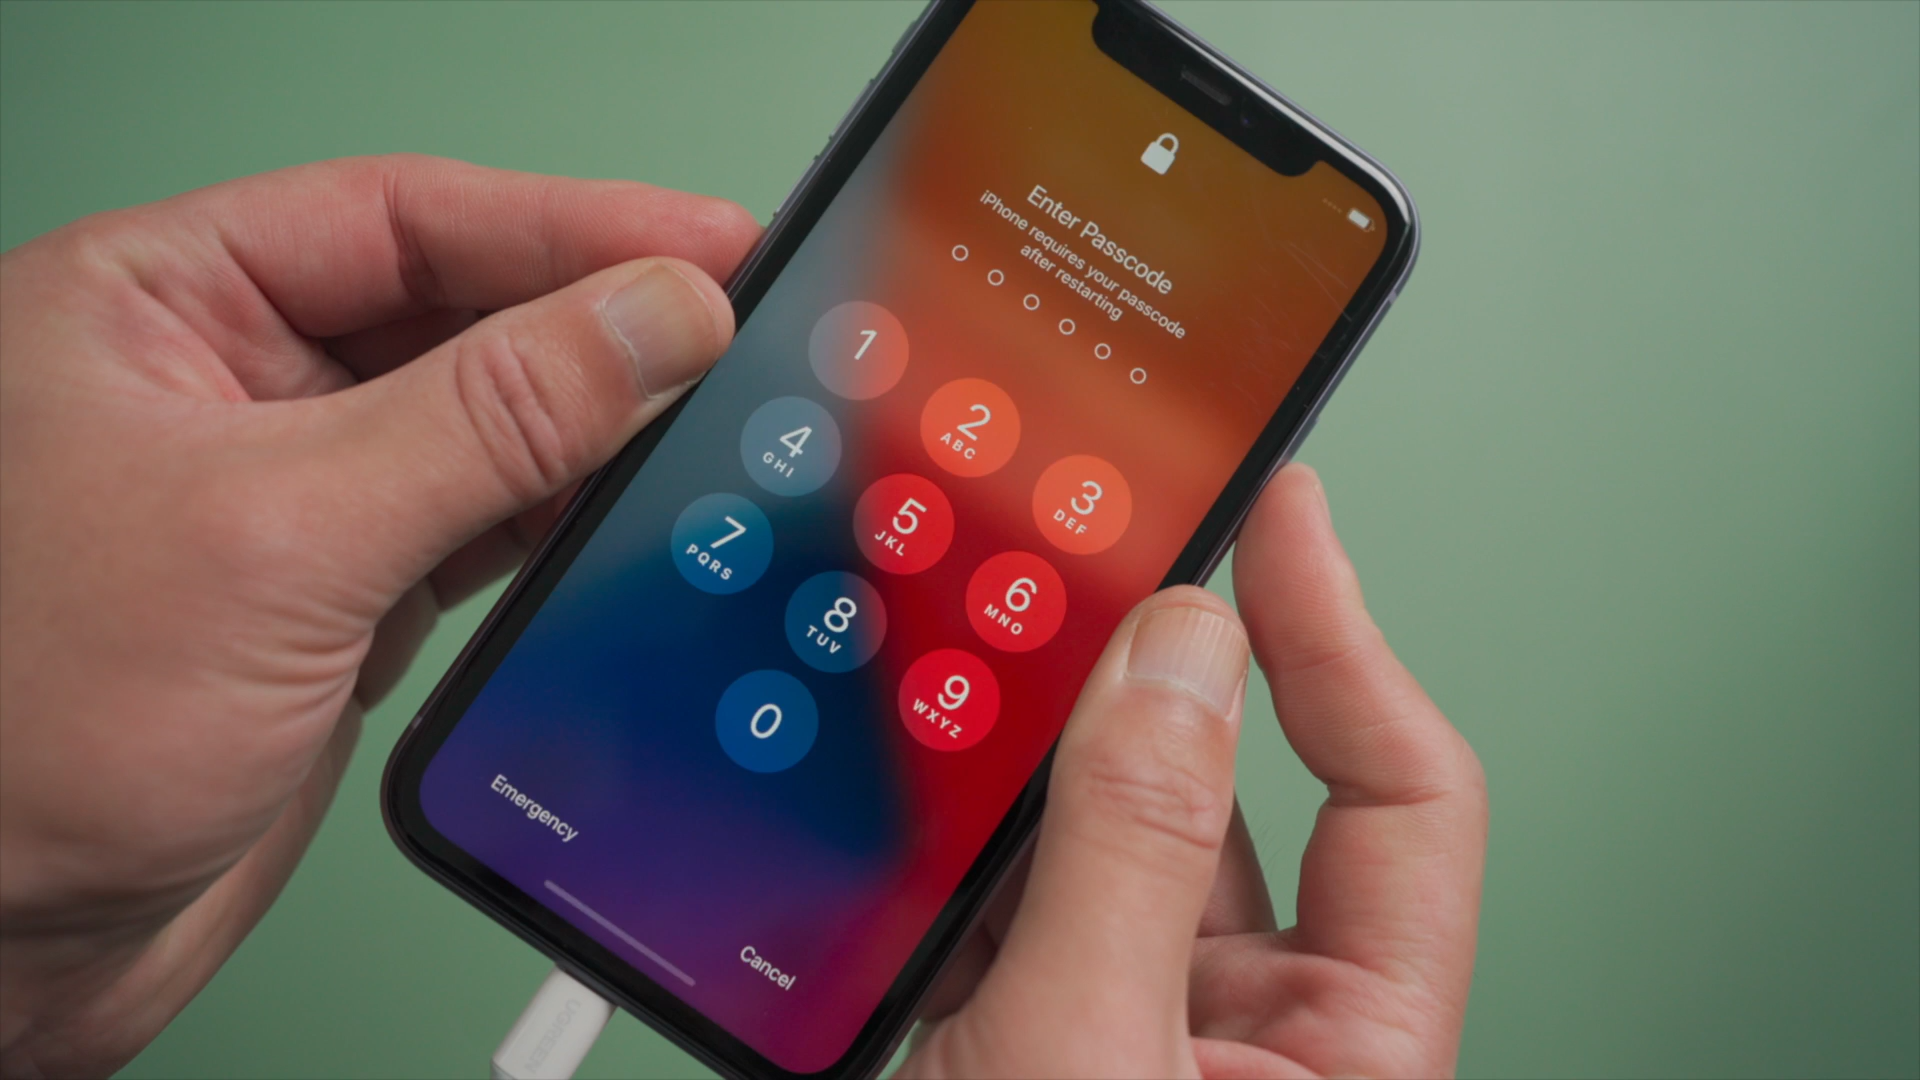 Enter Passcode
iPhone requires your passcode
after restarting
1
2
ABC
3
DEF
4
GHI
5
JKL
6
MNO
7
PQRS
8
TUV
9
WXYZ
0
Emergency
Cancel
UGREEN